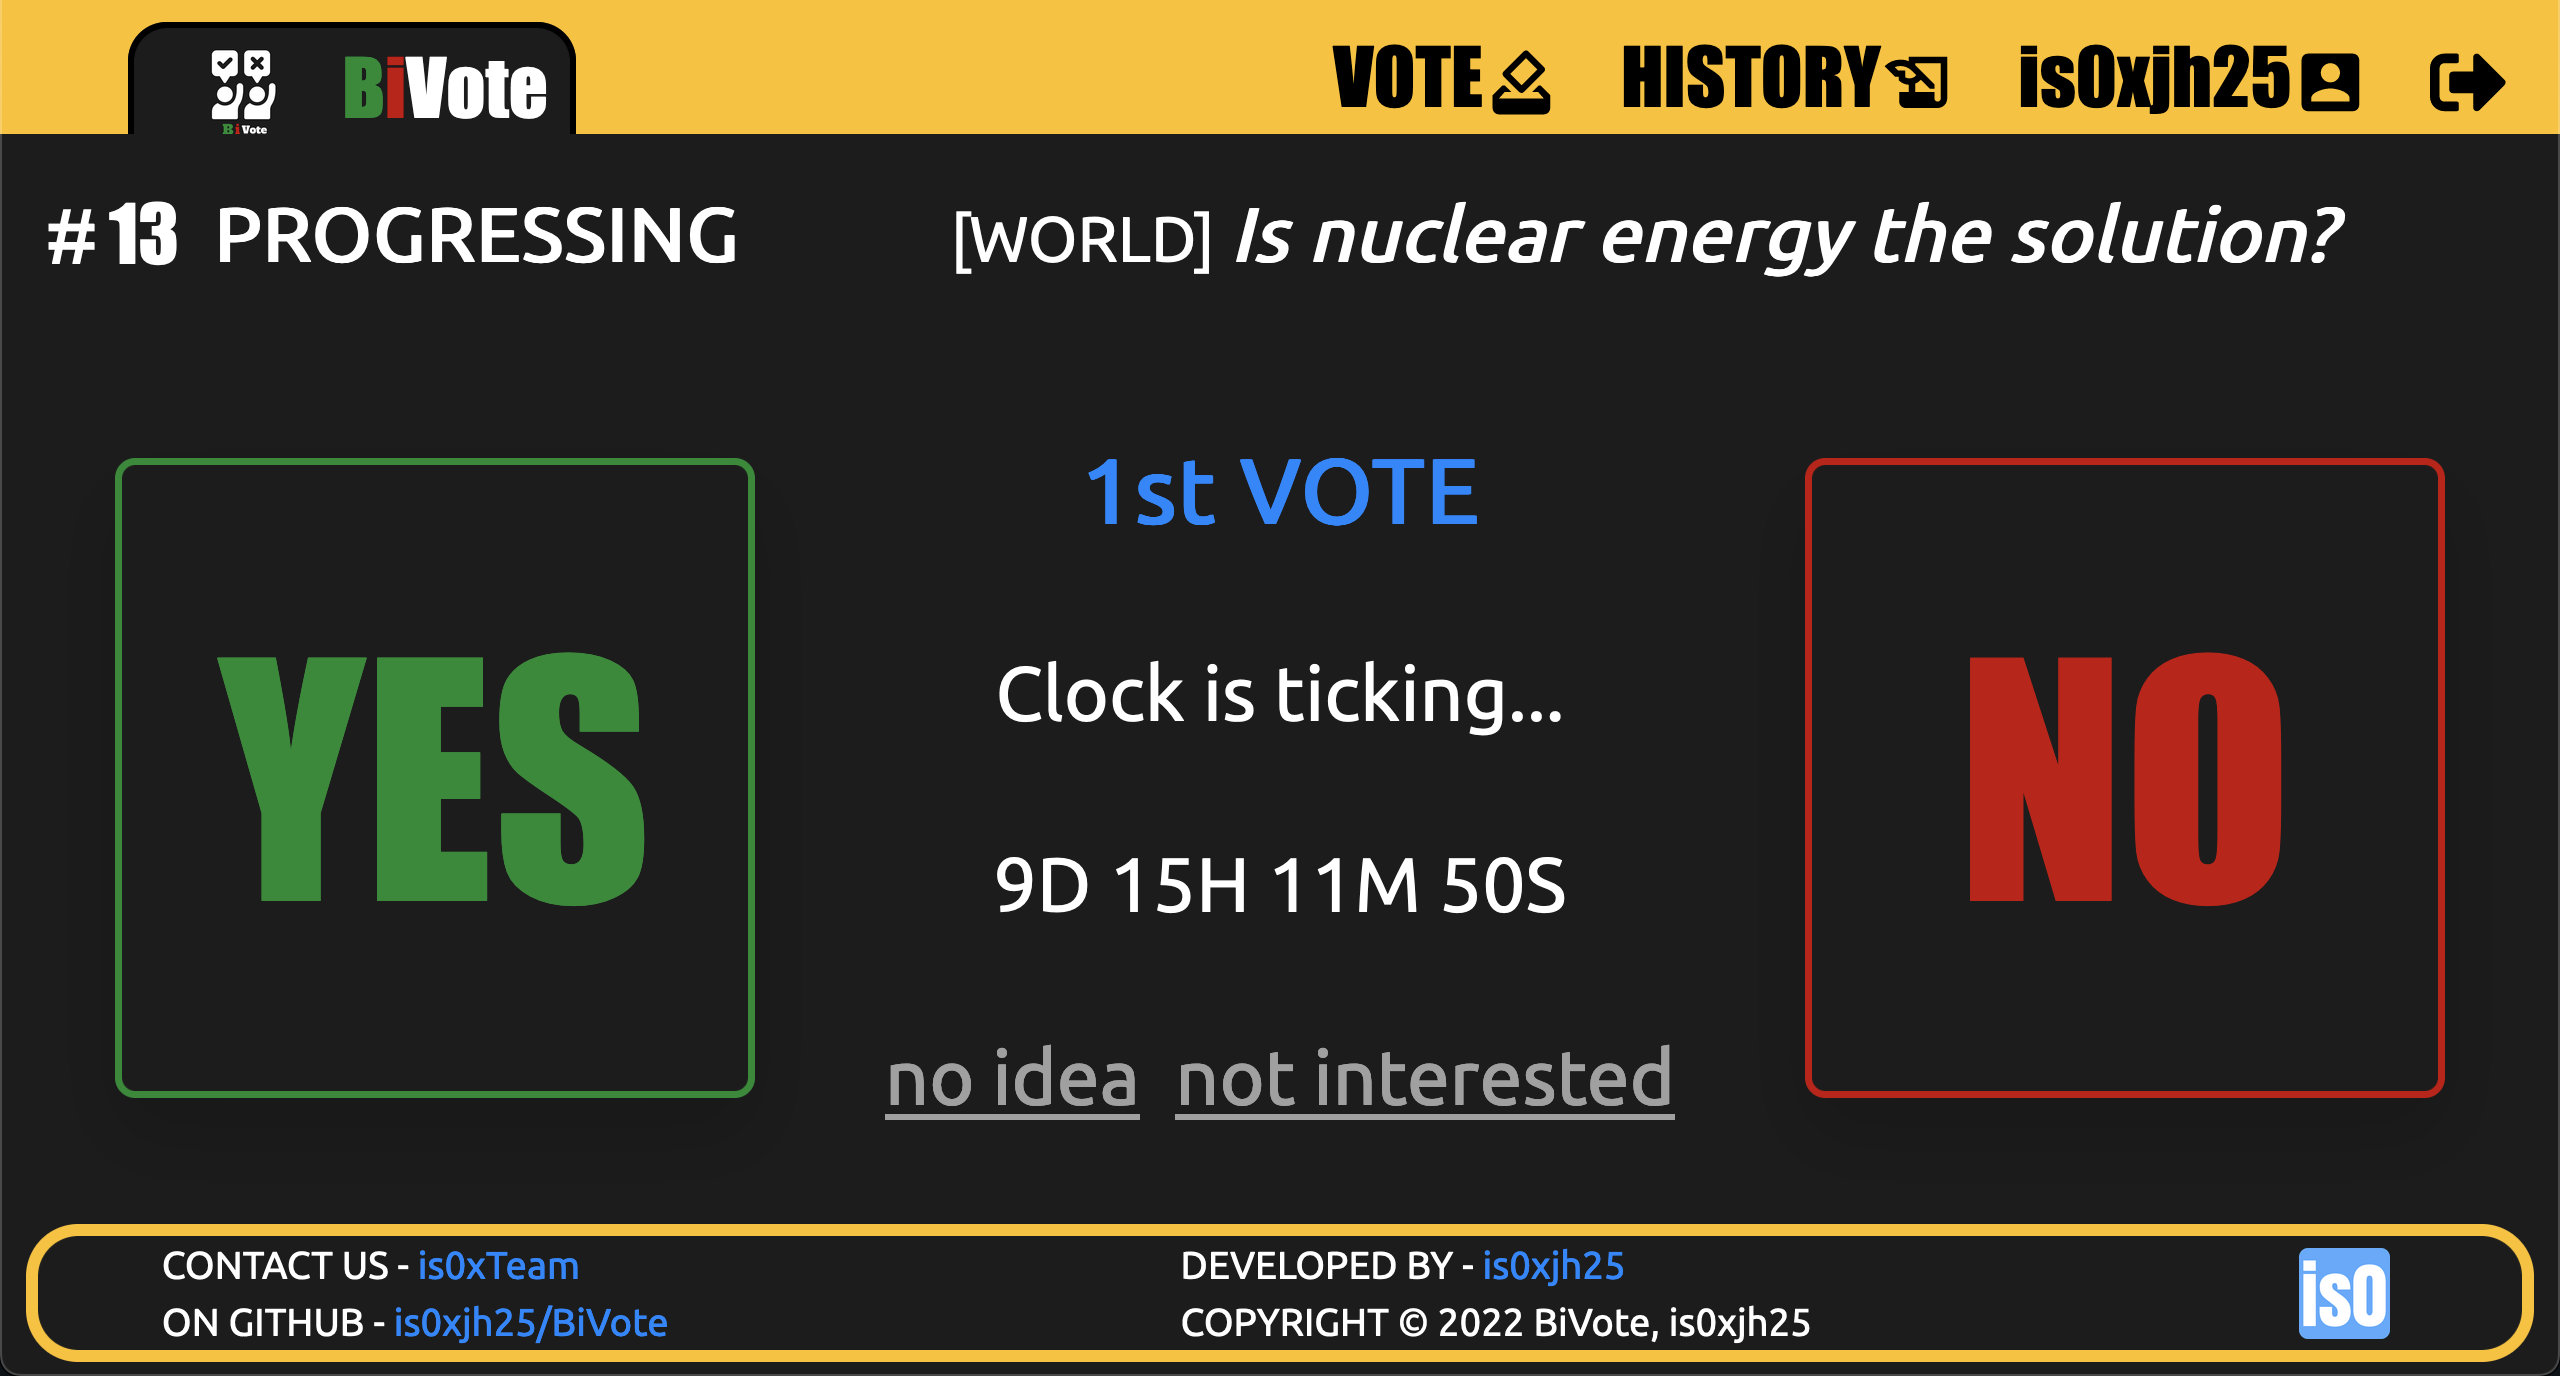 BiVote
BiVote
VOTE
HISTORY
is0xjh25
#13 PROGRESSING
[WORLD] Is nuclear energy the solution?
YES
1st VOTE
Clock is ticking...
9D 15H 11M 50S
no idea not interested
NO
CONTACT US - is0xTeam
ON GITHUB - is0xjh25/BiVote
DEVELOPED BY - is0xjh25
COPYRIGHT © 2022 BiVote, is0xjh25
is0